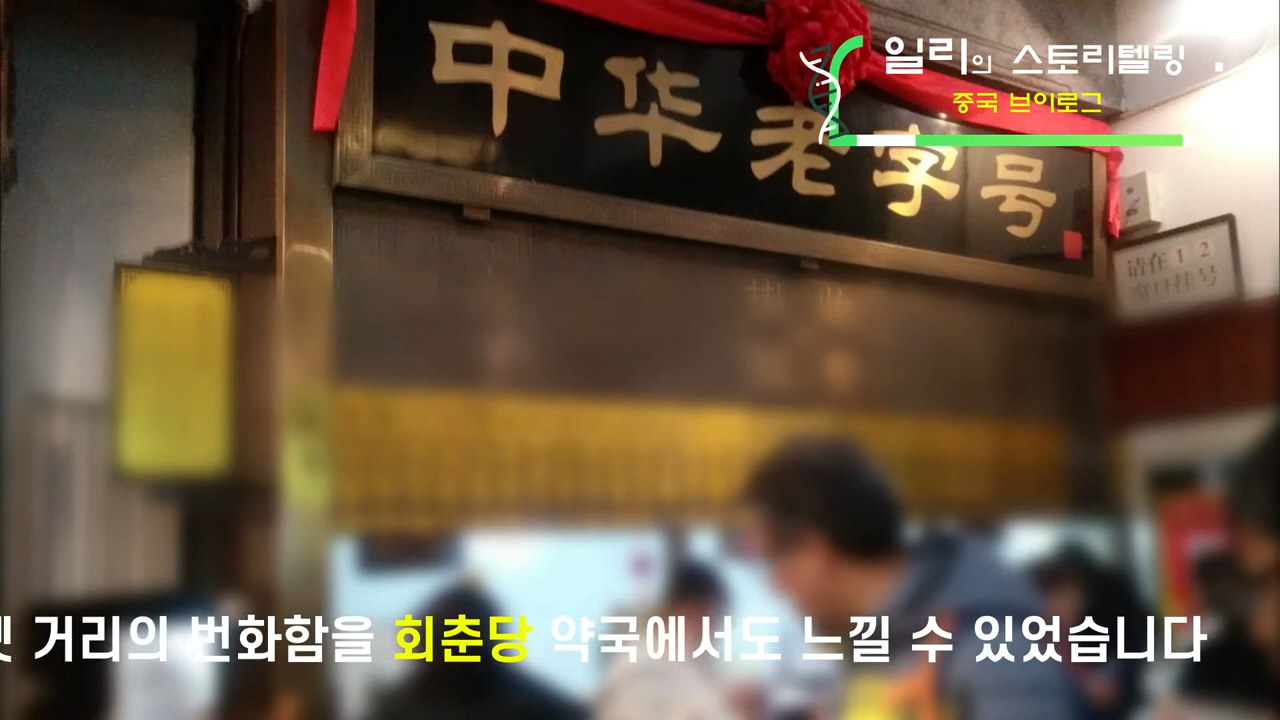 中华老字号
일리의 스토리텔링
중국 브이로그
请在12
窗口挂号
거리의 번화함을 회춘당 약국에서도 느낄 수 있었습니다